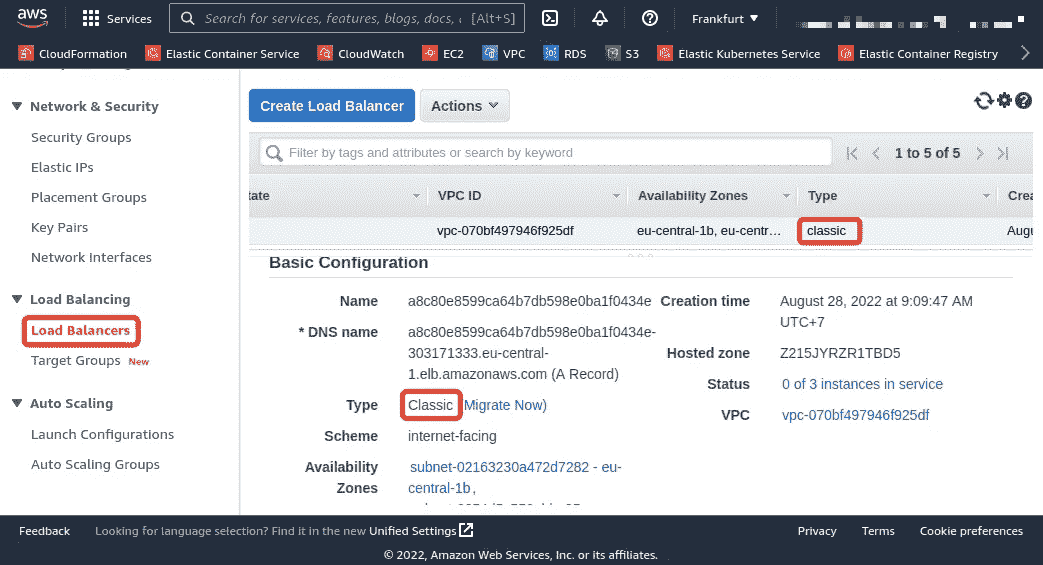 aws Services Search for services, features, blogs, docs, [Alt+S] Frankfurt
CloudFormation Elastic Container Service CloudWatch EC2 VPC RDS S3 Elastic Kubernetes Service Elastic Container Registry
Network & Security
Security Groups
Elastic IPs
Placement Groups
Key Pairs
Network Interfaces
Load Balancing
Load Balancers
Target Groups New
Auto Scaling
Launch Configurations
Auto Scaling Groups
Create Load Balancer Actions
Filter by tags and attributes or search by keyword 1 to 5 of 5
tate VPC ID Availability Zones Type Crea
vpc-070bf497946f925df eu-central-1b, eu-centr… classic Augu
Basic Configuration
Name a8c80e8599ca64b7db598e0ba1f0434e
* DNS name a8c80e8599ca64b7db598e0ba1f0434e-
303171333.eu-central-
1.elb.amazonaws.com (A Record)
Type Classic (Migrate Now)
Scheme internet-facing
Availability Zones subnet-02163230a472d7282 - eu-
central-1b,
Creation time August 28, 2022 at 9:09:47 AM
UTC+7
Hosted zone Z215JYRZR1TBD5
Status 0 of 3 instances in service
VPC vpc-070bf497946f925df
Feedback Looking for language selection? Find it in the new Unified Settings Privacy Terms Cookie preferences
© 2022, Amazon Web Services, Inc. or its affiliates.